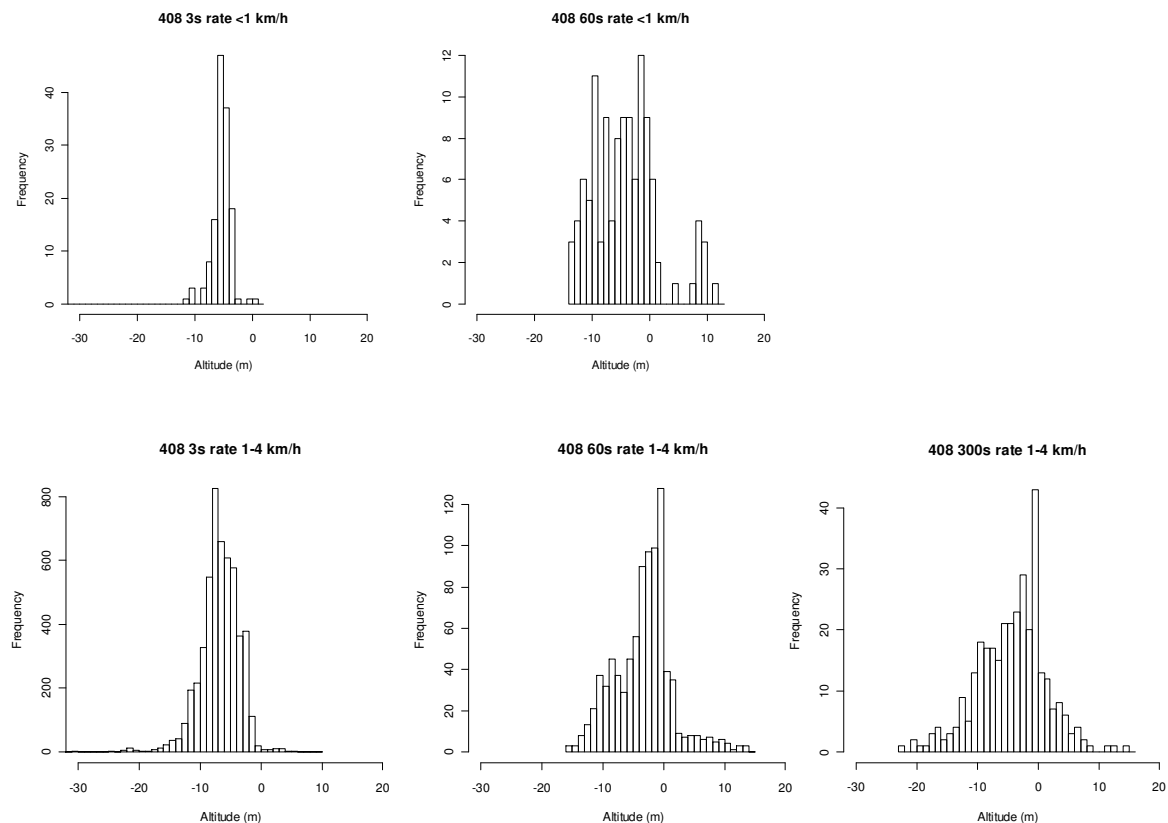 408 3s rate <1 km/h
Frequency
0 10 20 30 40
-30 -20 -10 0 10 20
Altitude (m)
408 60s rate <1 km/h
Frequency
0 2 4 6 8 10 12
-30 -20 -10 0 10 20
Altitude (m)
408 3s rate 1-4 km/h
Frequency
0 200 400 600 800
-30 -20 -10 0 10 20
Altitude (m)
408 60s rate 1-4 km/h
Frequency
0 20 40 60 80 100 120
-30 -20 -10 0 10 20
Altitude (m)
408 300s rate 1-4 km/h
Frequency
0 10 20 30 40
-30 -20 -10 0 10 20
Altitude (m)